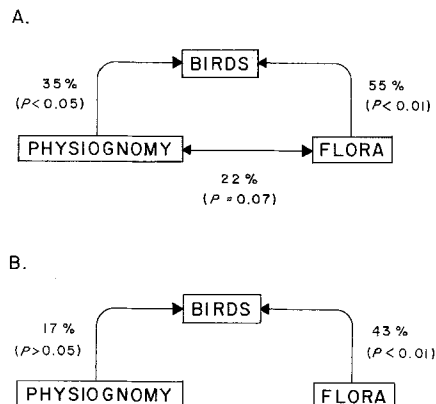 A.
BIRDS
35%
(P<0.05)
55%
(P<0.01)
PHYSIOGNOMY
FLORA
22%
(P=0.07)
B.
BIRDS
17%
(P>0.05)
43%
(P<0.01)
PHYSIOGNOMY
FLORA